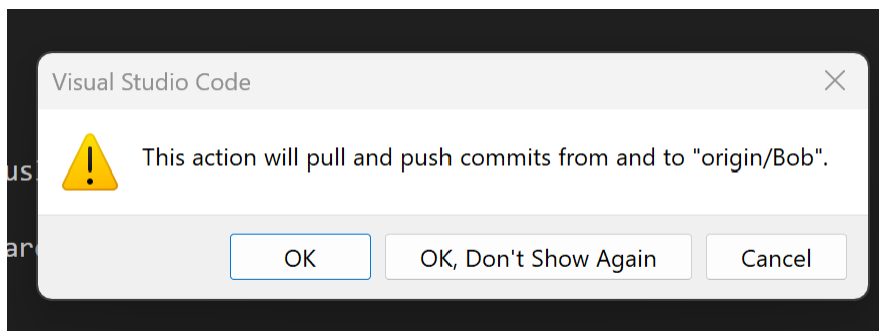 Visual Studio Code
This action will pull and push commits from and to "origin/Bob".
OK
OK, Don't Show Again
Cancel